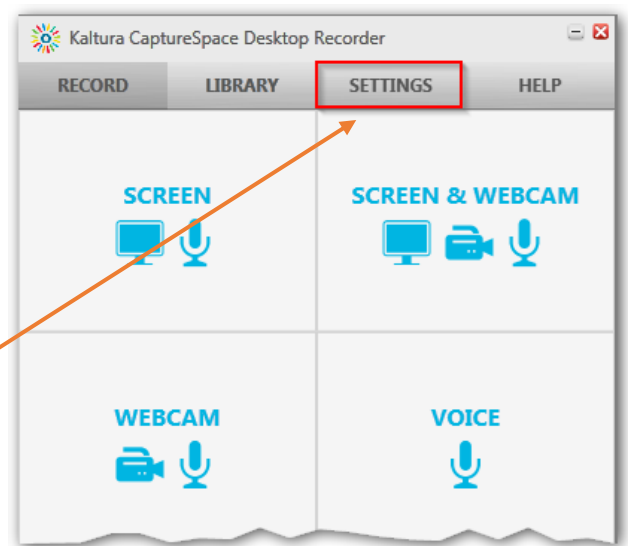 Kaltura CaptureSpace Desktop Recorder
RECORD LIBRARY SETTINGS HELP
SCREEN SCREEN & WEBCAM
WEBCAM VOICE